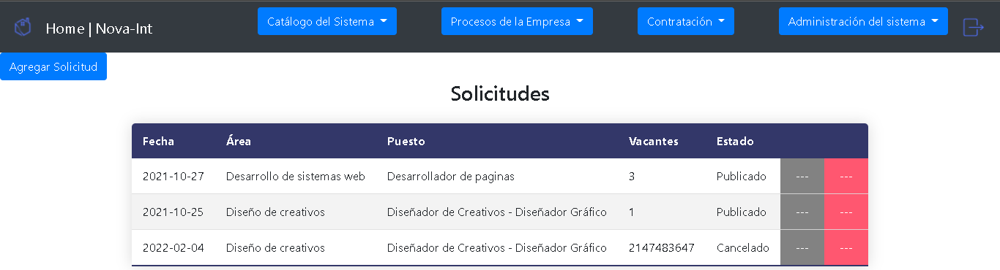 Home | Nova-Int Catálogo del Sistema Procesos de la Empresa Contratación Administración del sistema
Agregar Solicitud
Solicitudes
Fecha Área Puesto Vacantes Estado
2021-10-27 Desarrollo de sistemas web Desarrollador de paginas 3 Publicado --- ---
2021-10-25 Diseño de creativos Diseñador de Creativos - Diseñador Gráfico 1 Publicado --- ---
2022-02-04 Diseño de creativos Diseñador de Creativos - Diseñador Gráfico 2147483647 Cancelado --- ---